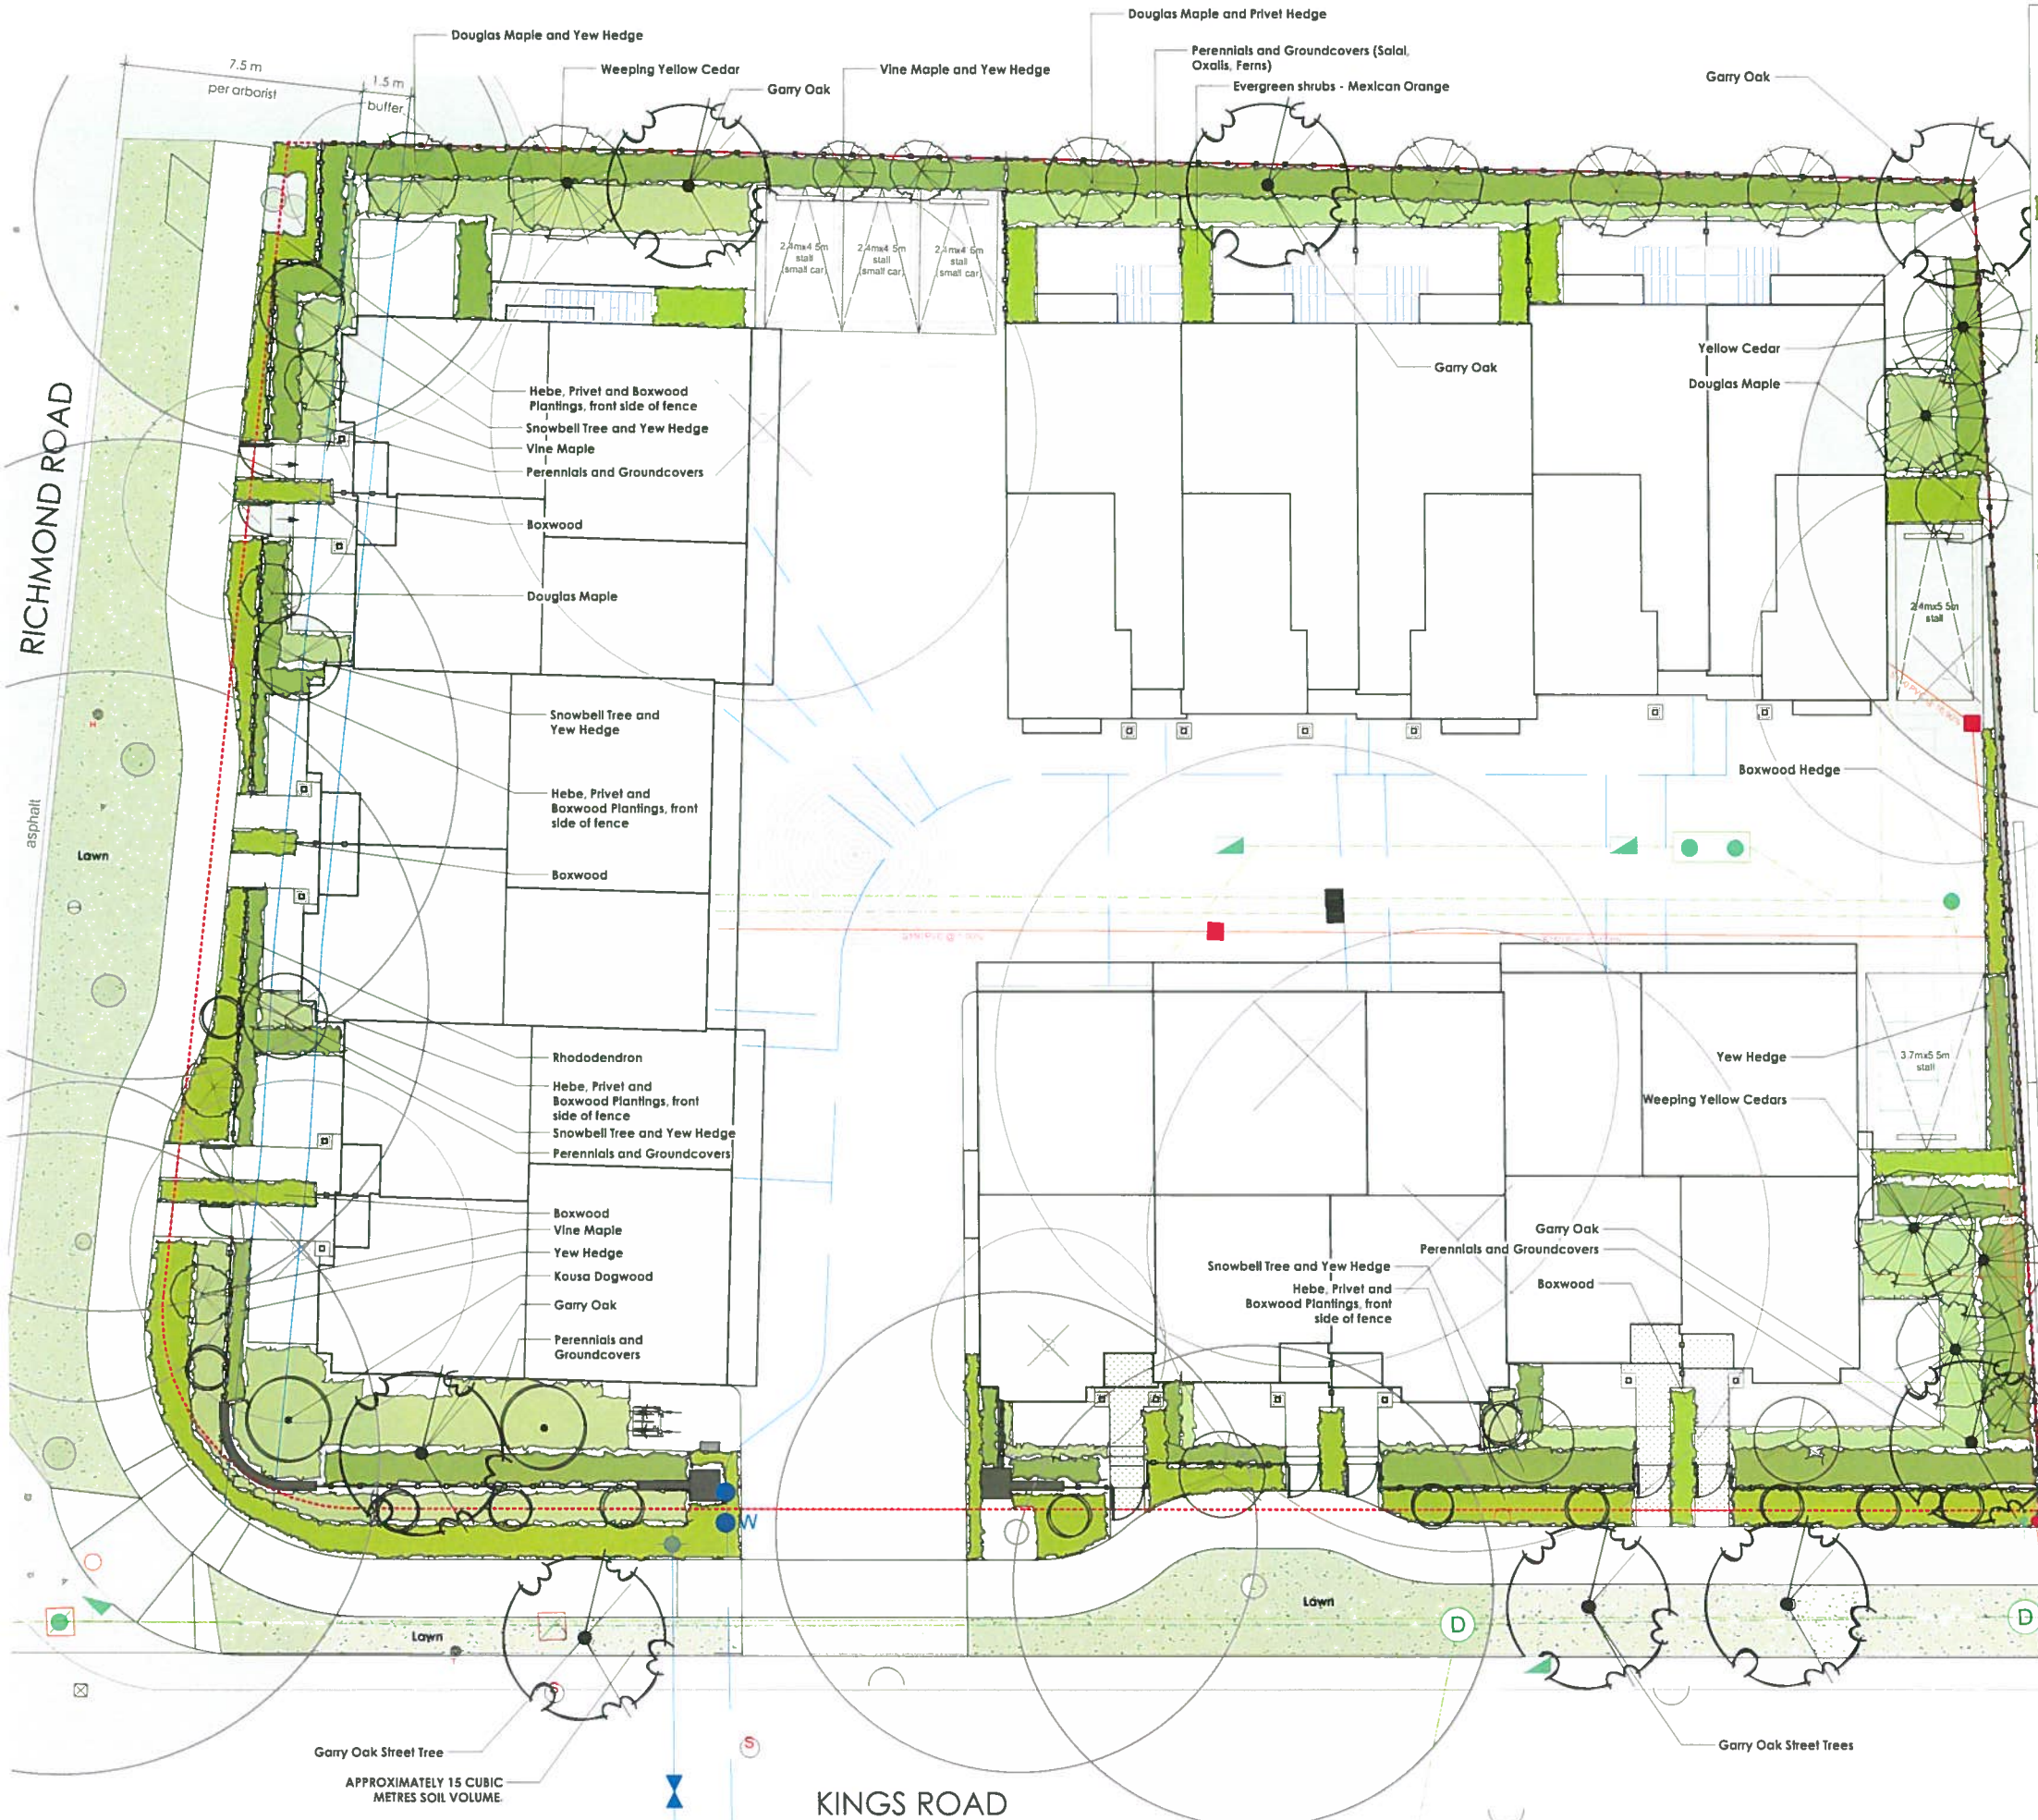 Douglas Maple and Privet Hedge
Douglas Maple and Yew Hedge
Perennials and Groundcovers (Salal,
Oxalis, Ferns)
7.5 m
per arborist
1.5 m
buffer
Weeping Yellow Cedar
Garry Oak
Vine Maple and Yew Hedge
Evergreen shrubs - Mexican Orange
Garry Oak
2.4mx4.5m
stall
(small car)
2.4mx4.5m
stall
(small car)
2.4mx4.5m
stall
(small car)
Garry Oak
Yellow Cedar
Douglas Maple
RICHMOND ROAD
Hebe, Privet and Boxwood
Plantings, front side of fence
Snowbell Tree and Yew Hedge
Vine Maple
Perennials and Groundcovers
Boxwood
Douglas Maple
2.4mx5.5m
stall
Snowbell Tree and
Yew Hedge
H
Boxwood Hedge
Hebe, Privet and
Boxwood Plantings, front
side of fence
asphalt
Lawn
Boxwood
Rhododendron
Hebe, Privet and
Boxwood Plantings, front
side of fence
Snowbell Tree and Yew Hedge
Perennials and Groundcovers
Yew Hedge
3.7mx5.5m
stall
Weeping Yellow Cedars
Boxwood
Vine Maple
Yew Hedge
Kousa Dogwood
Garry Oak
Perennials and
Groundcovers
Garry Oak
Perennials and Groundcovers
Snowbell Tree and Yew Hedge
Hebe, Privet and
Boxwood Plantings, front
side of fence
Boxwood
W
Lawn
Lawn
D
D
T
S
S
Garry Oak Street Tree
APPROXIMATELY 15 CUBIC
METRES SOIL VOLUME.
Garry Oak Street Trees
KINGS ROAD